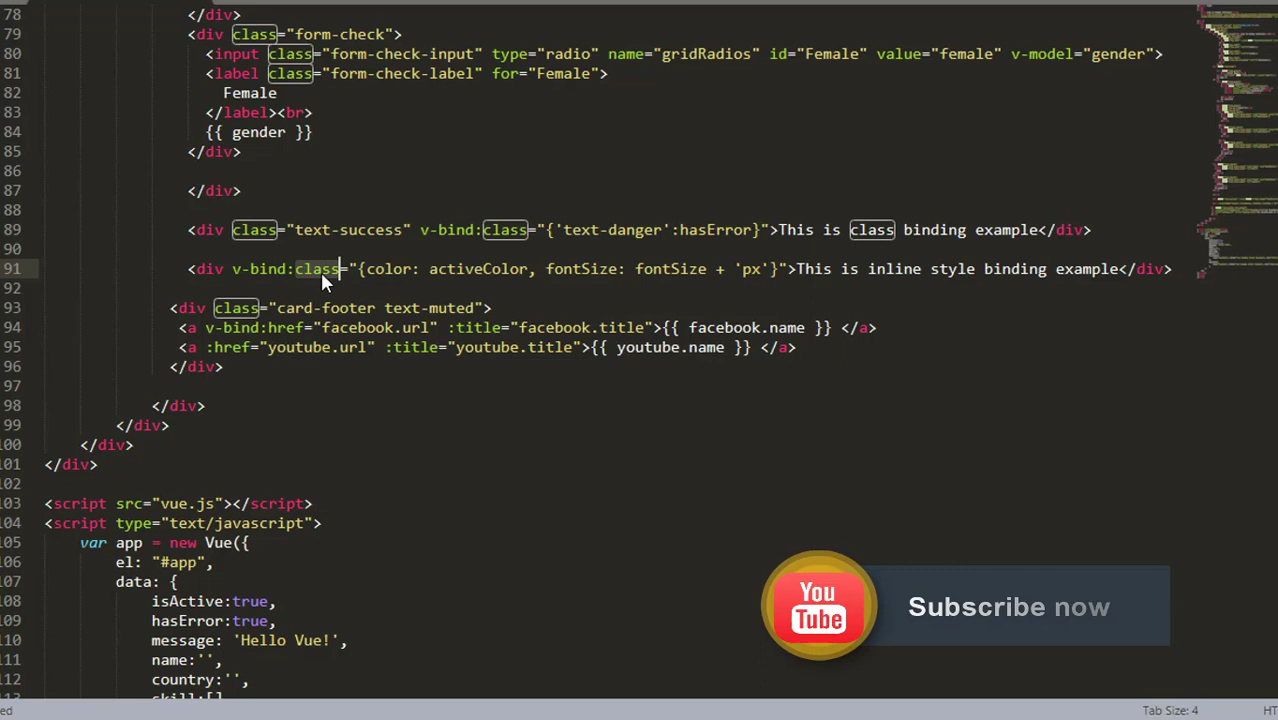 78 </div>
79 <div class="form-check">
80 <input class="form-check-input" type="radio" name="gridRadios" id="Female" value="female" v-model="gender">
81 <label class="form-check-label" for="Female">
82 Female
83 </label><br>
84 {{ gender }}
85 </div>
86
87 </div>
88
89 <div class="text-success" v-bind:class="{'text-danger':hasError}">This is class binding example</div>
90
91 <div v-bind:class="{color: activeColor, fontSize: fontSize + 'px'}">This is inline style binding example</div>
92
93 <div class="card-footer text-muted">
94 <a v-bind:href="facebook.url" :title="facebook.title">{{ facebook.name }} </a>
95 <a :href="youtube.url" :title="youtube.title">{{ youtube.name }} </a>
96 </div>
97
98 </div>
99 </div>
100 </div>
101 </div>
102
103 <script src="vue.js"></script>
104 <script type="text/javascript">
105 var app = new Vue({
106 el: "#app",
107 data: {
108 isActive:true,
109 hasError:true,
110 message: 'Hello Vue!',
111 name:'',
112 country:'',
113 skill:[]
You
Tube
Subscribe now
ed
Tab Size: 4
HT